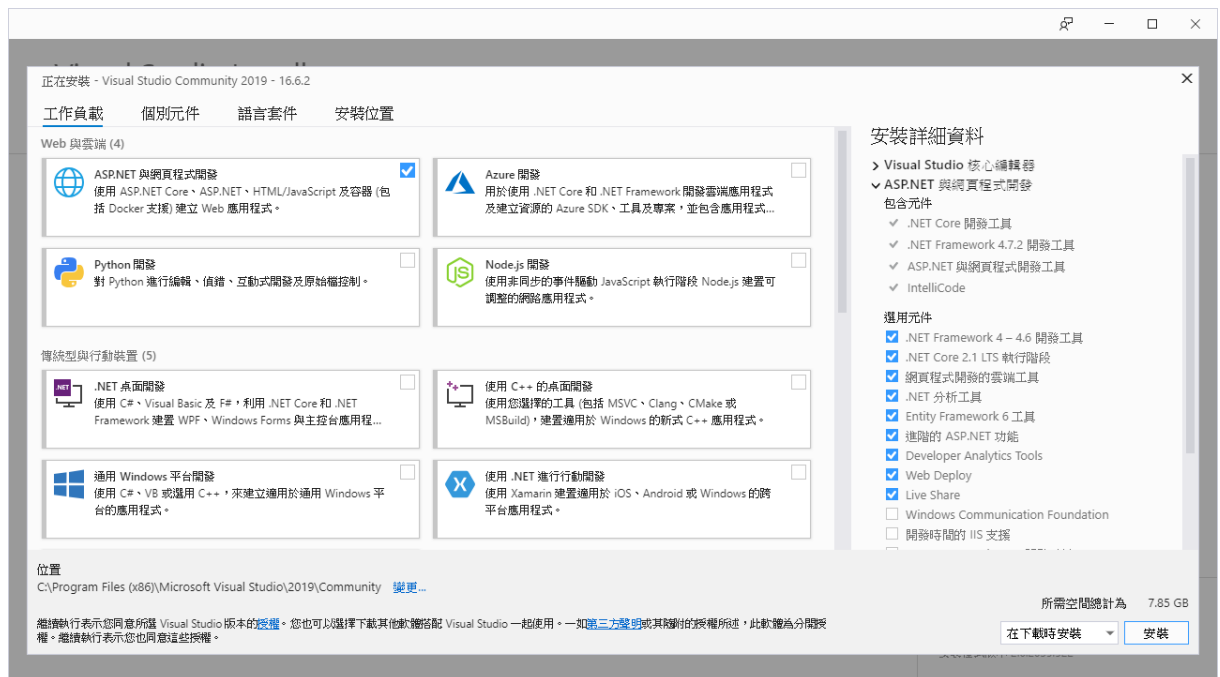 正在安裝 - Visual Studio Community 2019 - 16.6.2
工作負載 個別元件 語言套件 安裝位置
Web 與雲端 (4)
ASP.NET 與網頁程式開發
使用 ASP.NET Core、ASP.NET、HTML/JavaScript 及容器 (包
括 Docker 支援) 建立 Web 應用程式。
Azure 開發
用於使用 .NET Core 和 .NET Framework 開發雲端應用程式
及建立資源的 Azure SDK、工具及專案，並包含應用程式...
Python 開發
對 Python 進行編輯、偵錯、互動式開發及原始檔控制。
Node.js 開發
使用非同步的事件驅動 JavaScript 執行階段 Node.js 建置可
調整的網路應用程式。
傳統型與行動裝置 (5)
.NET 桌面開發
使用 C#、Visual Basic 及 F#，利用 .NET Core 和 .NET
Framework 建置 WPF、Windows Forms 與主控台應用程...
使用 C++ 的桌面開發
使用您選擇的工具 (包括 MSVC、Clang、CMake 或
MSBuild)，建置適用於 Windows 的新式 C++ 應用程式。
通用 Windows 平台開發
使用 C#、VB 或選用 C++，來建立適用於通用 Windows 平
台的應用程式。
使用 .NET 進行行動開發
使用 Xamarin 建置適用於 iOS、Android 或 Windows 的跨
平台應用程式。
安裝詳細資料
Visual Studio 核心編輯器
ASP.NET 與網頁程式開發
包含元件
.NET Core 開發工具
.NET Framework 4.7.2 開發工具
ASP.NET 與網頁程式開發工具
IntelliCode
選用元件
.NET Framework 4 – 4.6 開發工具
.NET Core 2.1 LTS 執行階段
網頁程式開發的雲端工具
.NET 分析工具
Entity Framework 6 工具
進階的 ASP.NET 功能
Developer Analytics Tools
Web Deploy
Live Share
Windows Communication Foundation
開發時間的 IIS 支援
位置
C:\Program Files (x86)\Microsoft Visual Studio\2019\Community 變更...
繼續執行表示您同意所選 Visual Studio 版本的授權。您也可以選擇下載其他軟體搭配 Visual Studio 一起使用。一如第三方聲明或其隨附的授權所述，此軟體為分開授
權。繼續執行表示您也同意這些授權。
所需空間總計為 7.85 GB
在下載時安裝 安裝